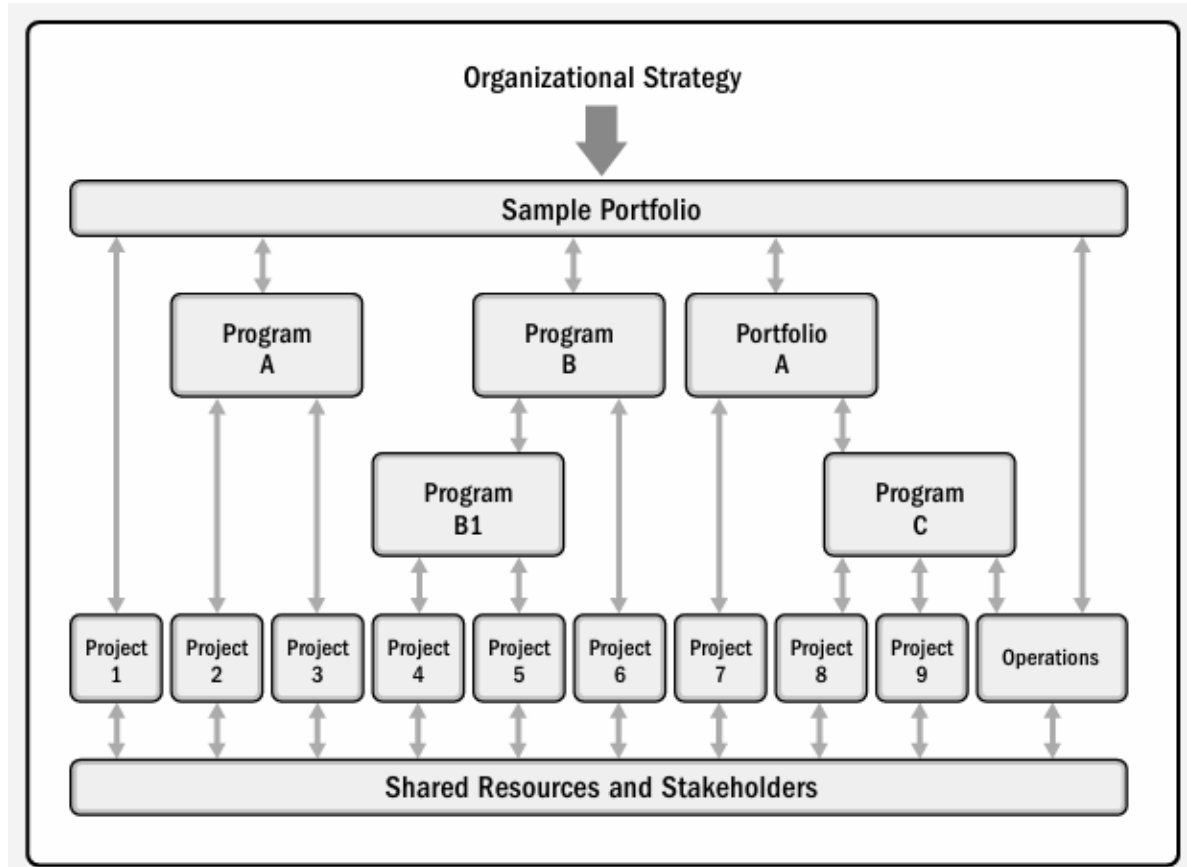 Organizational Strategy
Sample Portfolio
Program
A
Program
B
Portfolio
A
Program
B1
Program
C
Project
1
Project
2
Project
3
Project
4
Project
5
Project
6
Project
7
Project
8
Project
9
Operations
Shared Resources and Stakeholders